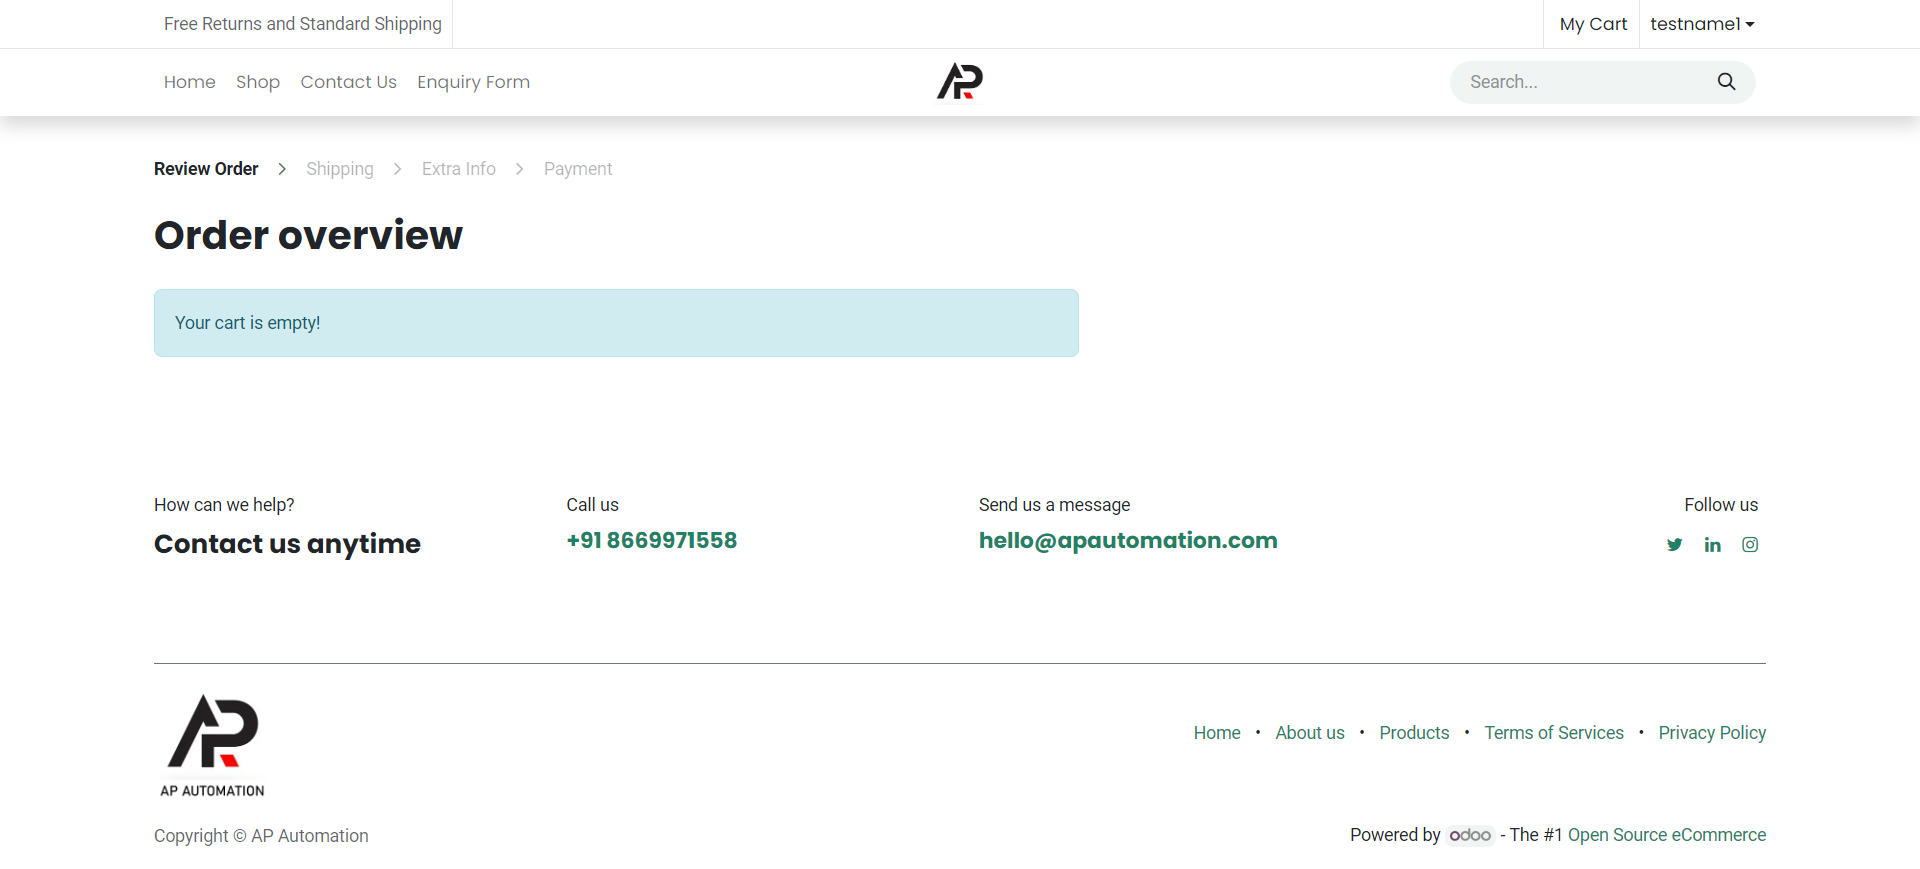 Free Returns and Standard Shipping
My Cart
testname1
Home
Shop
Contact Us
Enquiry Form
Search...
Review Order
Shipping
Extra Info
Payment
Order overview
Your cart is empty!
How can we help?
Contact us anytime
Call us
+91 8669971558
Send us a message
hello@apautomation.com
Follow us
AP AUTOMATION
Home • About us • Products • Terms of Services • Privacy Policy
Copyright © AP Automation
Powered by odoo - The #1 Open Source eCommerce